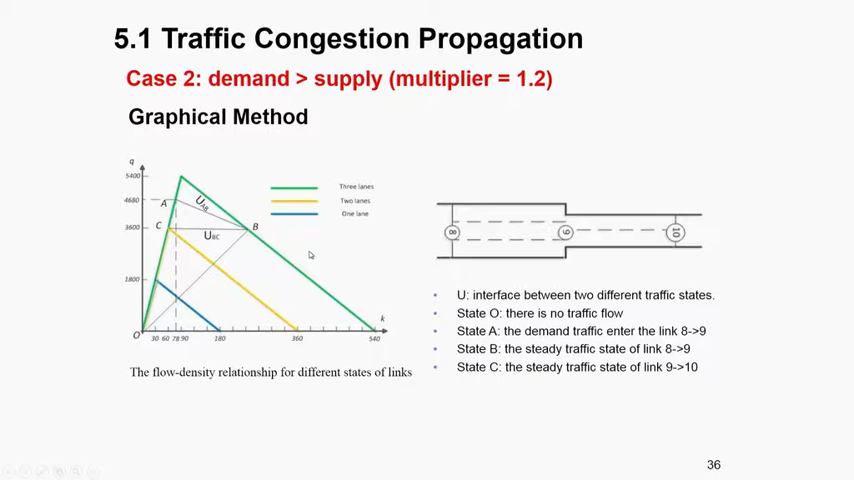 5.1 Traffic Congestion Propagation
Case 2: demand > supply (multiplier = 1.2)
Graphical Method
q
5400
4680
3600
1800
A
C
B
U_AB
U_BC
O
30 60 78 90 180 360 540
k
Three lanes
Two lanes
One lane
8
9
10
The flow-density relationship for different states of links
• U: interface between two different traffic states.
• State O: there is no traffic flow
• State A: the demand traffic enter the link 8->9
• State B: the steady traffic state of link 8->9
• State C: the steady traffic state of link 9->10
36